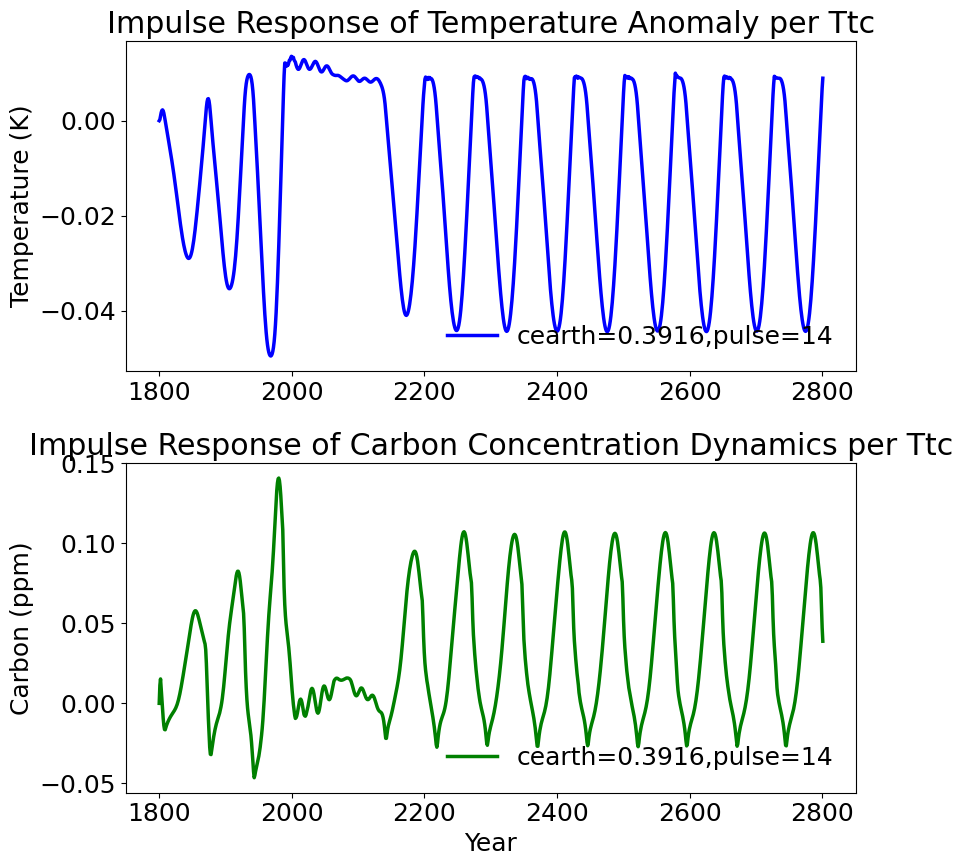 Impulse Response of Temperature Anomaly per Ttc
Temperature (K)
0.00
−0.02
−0.04
cearth=0.3916,pulse=14
1800 2000 2200 2400 2600 2800
Impulse Response of Carbon Concentration Dynamics per Ttc
Carbon (ppm)
0.15
0.10
0.05
0.00
−0.05
cearth=0.3916,pulse=14
1800 2000 2200 2400 2600 2800
Year